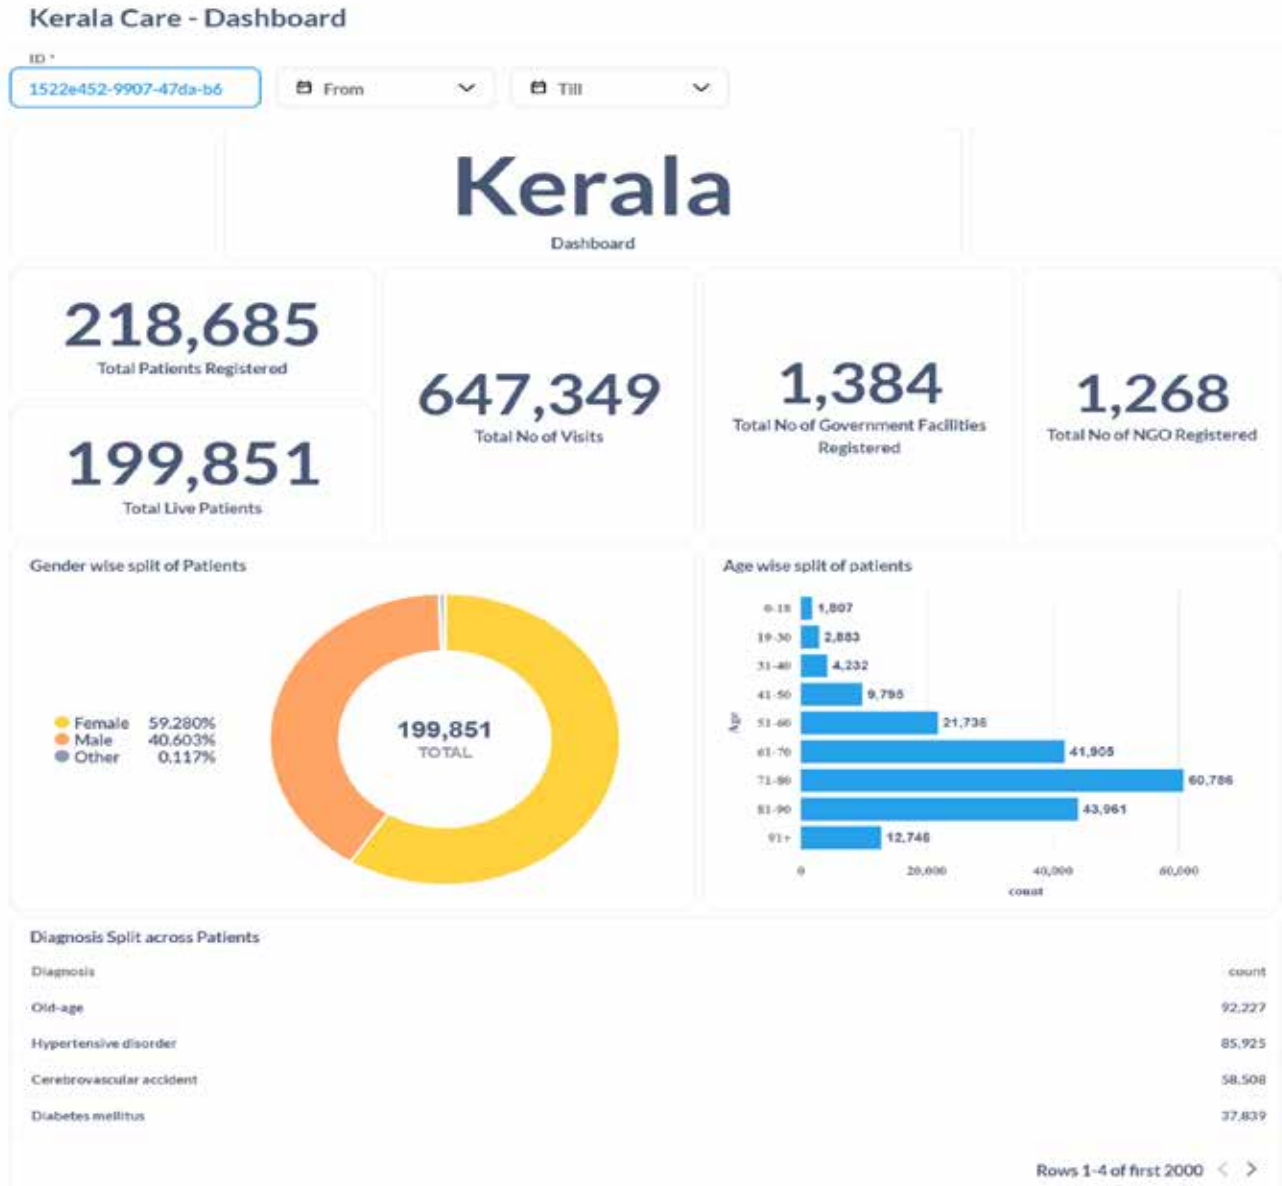 Kerala Care - Dashboard
ID *
1522e452-9907-47da-b6
From
Till
Kerala
Dashboard
218,685
Total Patients Registered
199,851
Total Live Patients
647,349
Total No of Visits
1,384
Total No of Government Facilities
Registered
1,268
Total No of NGO Registered
Gender wise split of Patients
Female 59.280%
Male 40.603%
Other 0.117%
199,851
TOTAL
Age wise split of patients
Age
0-18 1,807
19-30 2,883
31-40 4,232
41-50 9,795
51-60 21,736
61-70 41,905
71-80 60,786
81-90 43,961
91+ 12,746
0 20,000 40,000 60,000
count
Diagnosis Split across Patients
Diagnosis count
Old-age 92,227
Hypertensive disorder 85,925
Cerebrovascular accident 58,508
Diabetes mellitus 37,839
Rows 1-4 of first 2000